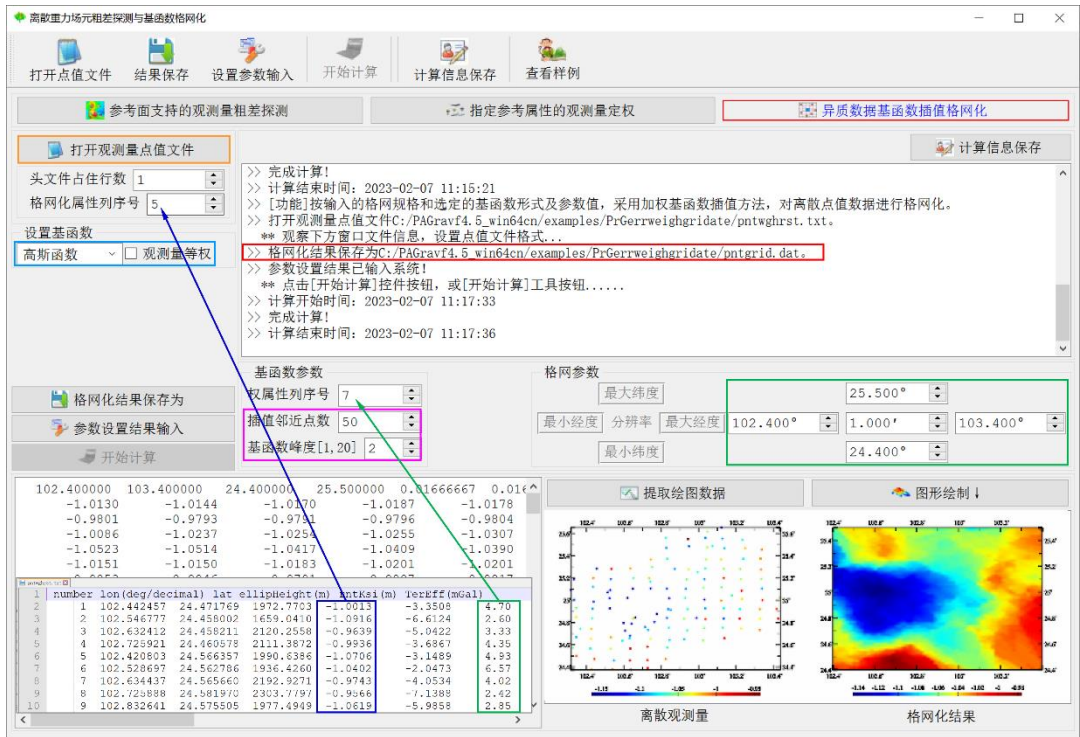 离散重力场元粗差探测与基函数格网化
打开点值文件 结果保存 设置参数输入 开始计算 计算信息保存 查看样例
参考面支持的观测量粗差探测 指定参考属性的观测量定权 异质数据基函数插值格网化
打开观测量点值文件
计算信息保存
头文件占住行数 1
格网化属性列序号 5
设置基函数
高斯函数 观测量等权
>> 完成计算!
>> 计算结束时间: 2023-02-07 11:15:21
>> [功能]按输入的格网规格和选定的基函数形式及参数值, 采用加权基函数插值方法, 对离散点值数据进行格网化。
>> 打开观测量点值文件C:/PAGravf4.5_win64cn/examples/PrGerrweighgridate/pntwghrst.txt。
** 观察下方窗口文件信息, 设置点值文件格式...
>> 格网化结果保存为C:/PAGravf4.5_win64cn/examples/PrGerrweighgridate/pntgrid.dat。
>> 参数设置结果已输入系统!
** 点击[开始计算]控件按钮, 或[开始计算]工具按钮......
>> 计算开始时间: 2023-02-07 11:17:33
>> 完成计算!
>> 计算结束时间: 2023-02-07 11:17:36
格网化结果保存为
参数设置结果输入
开始计算
基函数参数
权属性列序号 7
插值邻近点数 50
基函数峰度[1,20] 2
格网参数
最大纬度 25.500°
最小经度 分辨率 最大经度 102.400° 1.000′ 103.400°
最小纬度 24.400°
102.400000 103.400000 24.400000 25.500000 0.01666667
-1.0130 -1.0144 -1.0170 -1.0187 -1.0178
-0.9801 -0.9793 -0.9791 -0.9796 -0.9804
-1.0086 -1.0237 -1.0254 -1.0255 -1.0307
-1.0523 -1.0514 -1.0417 -1.0409 -1.0390
-1.0151 -1.0150 -1.0183 -1.0201 -1.0201
1 number lon(deg/decimal) lat ellipHeight(m) pntKsi(m) TerEff(mGal)
2 1 102.442457 24.471769 1972.7703 -1.0013 -3.3508 4.70
3 2 102.546777 24.458002 1659.0410 -1.0916 -6.6124 2.60
4 3 102.632412 24.458211 2120.2558 -0.9639 -5.0422 3.33
5 4 102.725921 24.460578 2111.3872 -0.9936 -3.6867 4.35
6 5 102.420803 24.566357 1990.6386 -1.0706 -3.1489 4.93
7 6 102.528697 24.562786 1936.4260 -1.0402 -2.0473 6.57
8 7 102.634437 24.565660 2192.9271 -0.9743 -4.0534 4.02
9 8 102.725888 24.581970 2303.7797 -0.9566 -7.1388 2.42
10 9 102.832641 24.575505 1977.4949 -1.0619 -5.9858 2.85
提取绘图数据 图形绘制↓
离散观测量 格网化结果